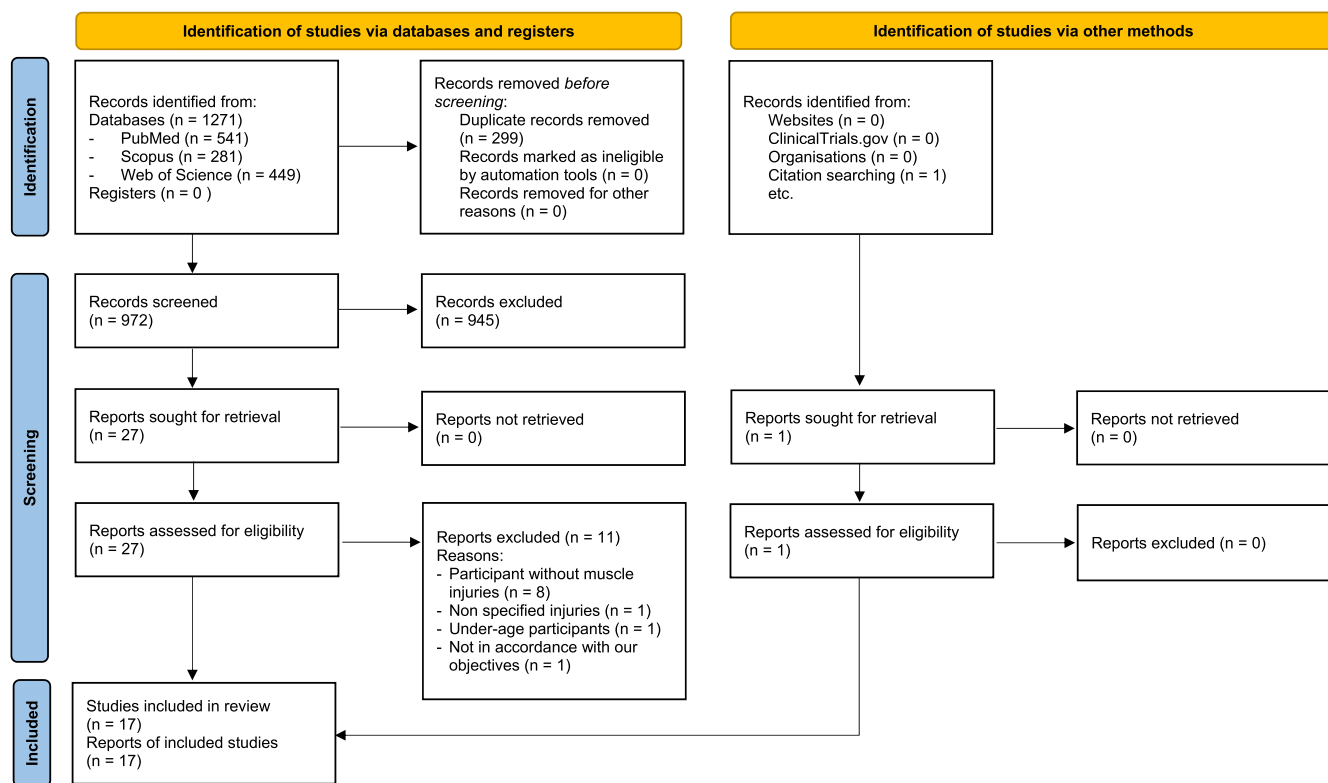 Identification of studies via databases and registers
Identification of studies via other methods
Identification
Records identified from:
Databases (n = 1271)
- PubMed (n = 541)
- Scopus (n = 281)
- Web of Science (n = 449)
Registers (n = 0 )
Records removed before
screening:
Duplicate records removed
(n = 299)
Records marked as ineligible
by automation tools (n = 0)
Records removed for other
reasons (n = 0)
Records identified from:
Websites (n = 0)
ClinicalTrials.gov (n = 0)
Organisations (n = 0)
Citation searching (n = 1)
etc.
Screening
Records screened
(n = 972)
Records excluded
(n = 945)
Reports sought for retrieval
(n = 27)
Reports not retrieved
(n = 0)
Reports sought for retrieval
(n = 1)
Reports not retrieved
(n = 0)
Reports assessed for eligibility
(n = 27)
Reports excluded (n = 11)
Reasons:
- Participant without muscle
injuries (n = 8)
- Non specified injuries (n = 1)
- Under-age participants (n = 1)
- Not in accordance with our
objectives (n = 1)
Reports assessed for eligibility
(n = 1)
Reports excluded (n = 0)
Included
Studies included in review
(n = 17)
Reports of included studies
(n = 17)